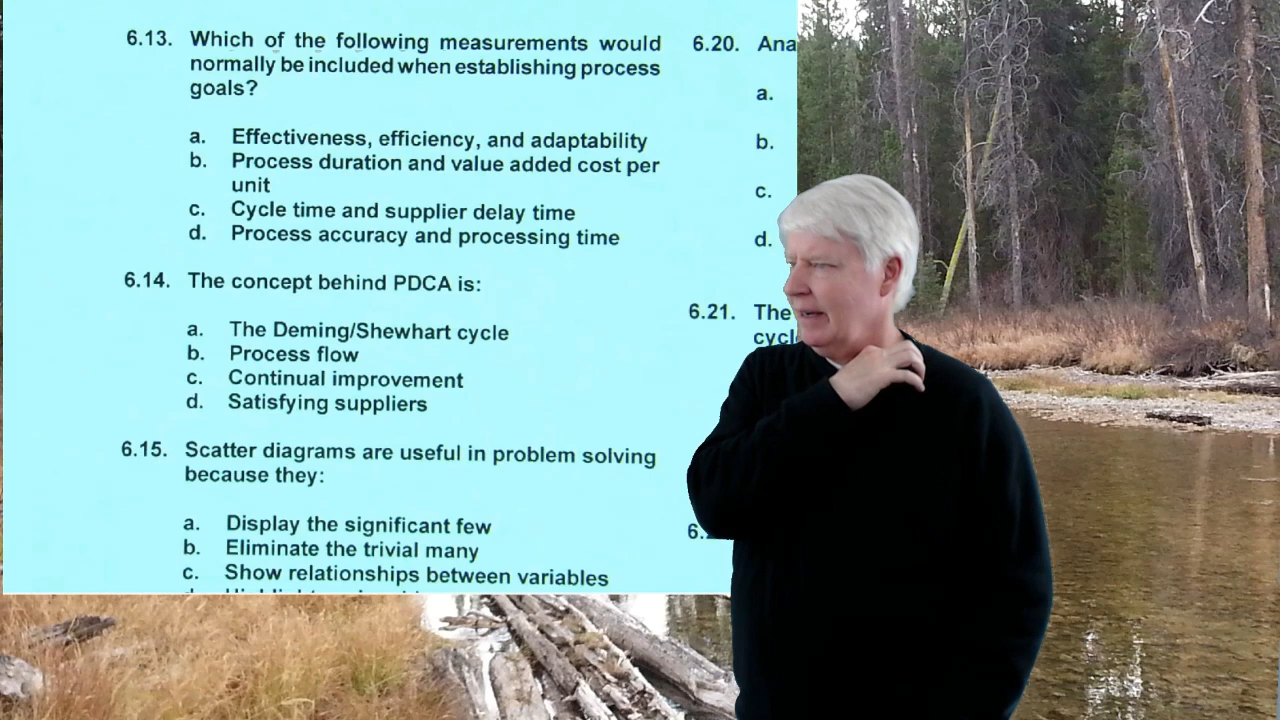 6.13. Which of the following measurements would
normally be included when establishing process
goals?
a. Effectiveness, efficiency, and adaptability
b. Process duration and value added cost per
unit
c. Cycle time and supplier delay time
d. Process accuracy and processing time
6.14. The concept behind PDCA is:
a. The Deming/Shewhart cycle
b. Process flow
c. Continual improvement
d. Satisfying suppliers
6.15. Scatter diagrams are useful in problem solving
because they:
a. Display the significant few
b. Eliminate the trivial many
c. Show relationships between variables
6.20. Ana
a.
b.
c.
d.
6.21. The
cycl